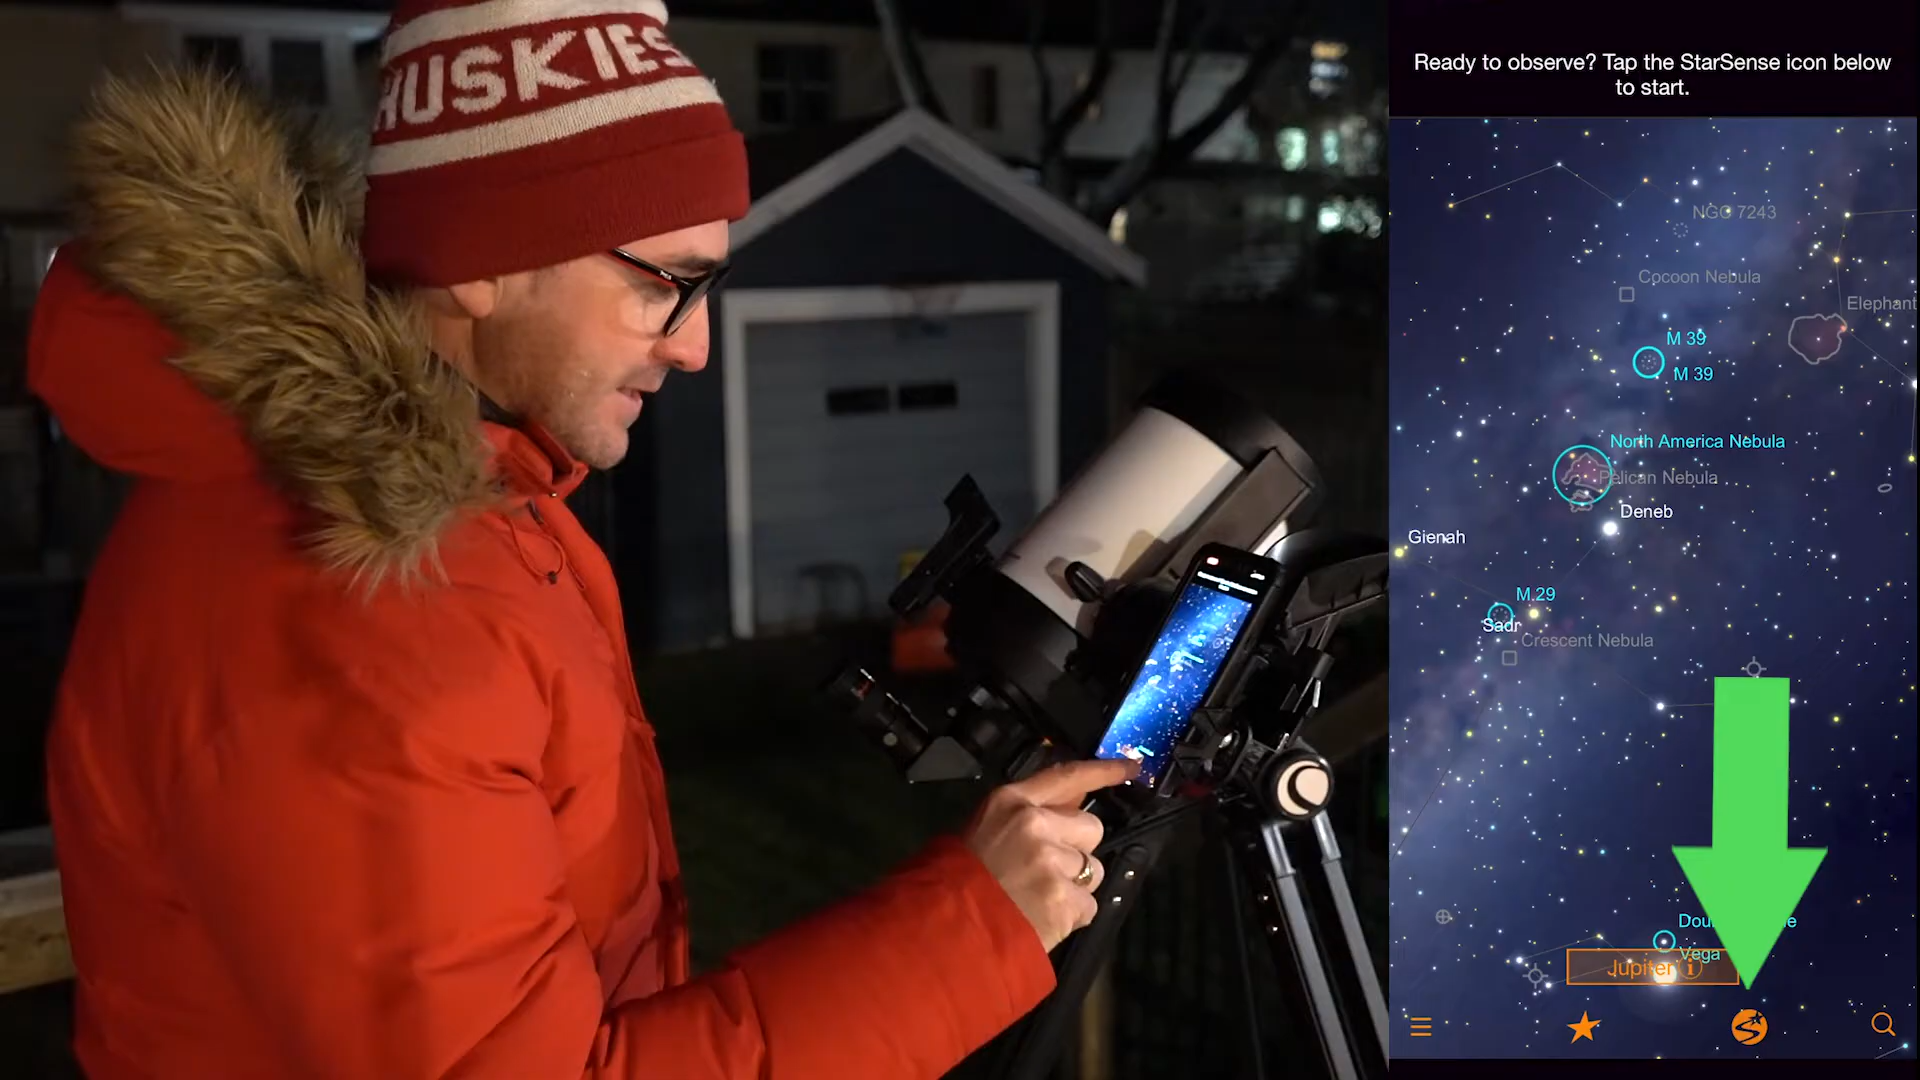 HUSKIES
Ready to observe? Tap the StarSense icon below
to start.
NGC 7243
Cocoon Nebula
Elephant
M 39
M 39
North America Nebula
Pelican Nebula
Deneb
Gienah
M 29
Sadr
Crescent Nebula
Vega
Jupiter